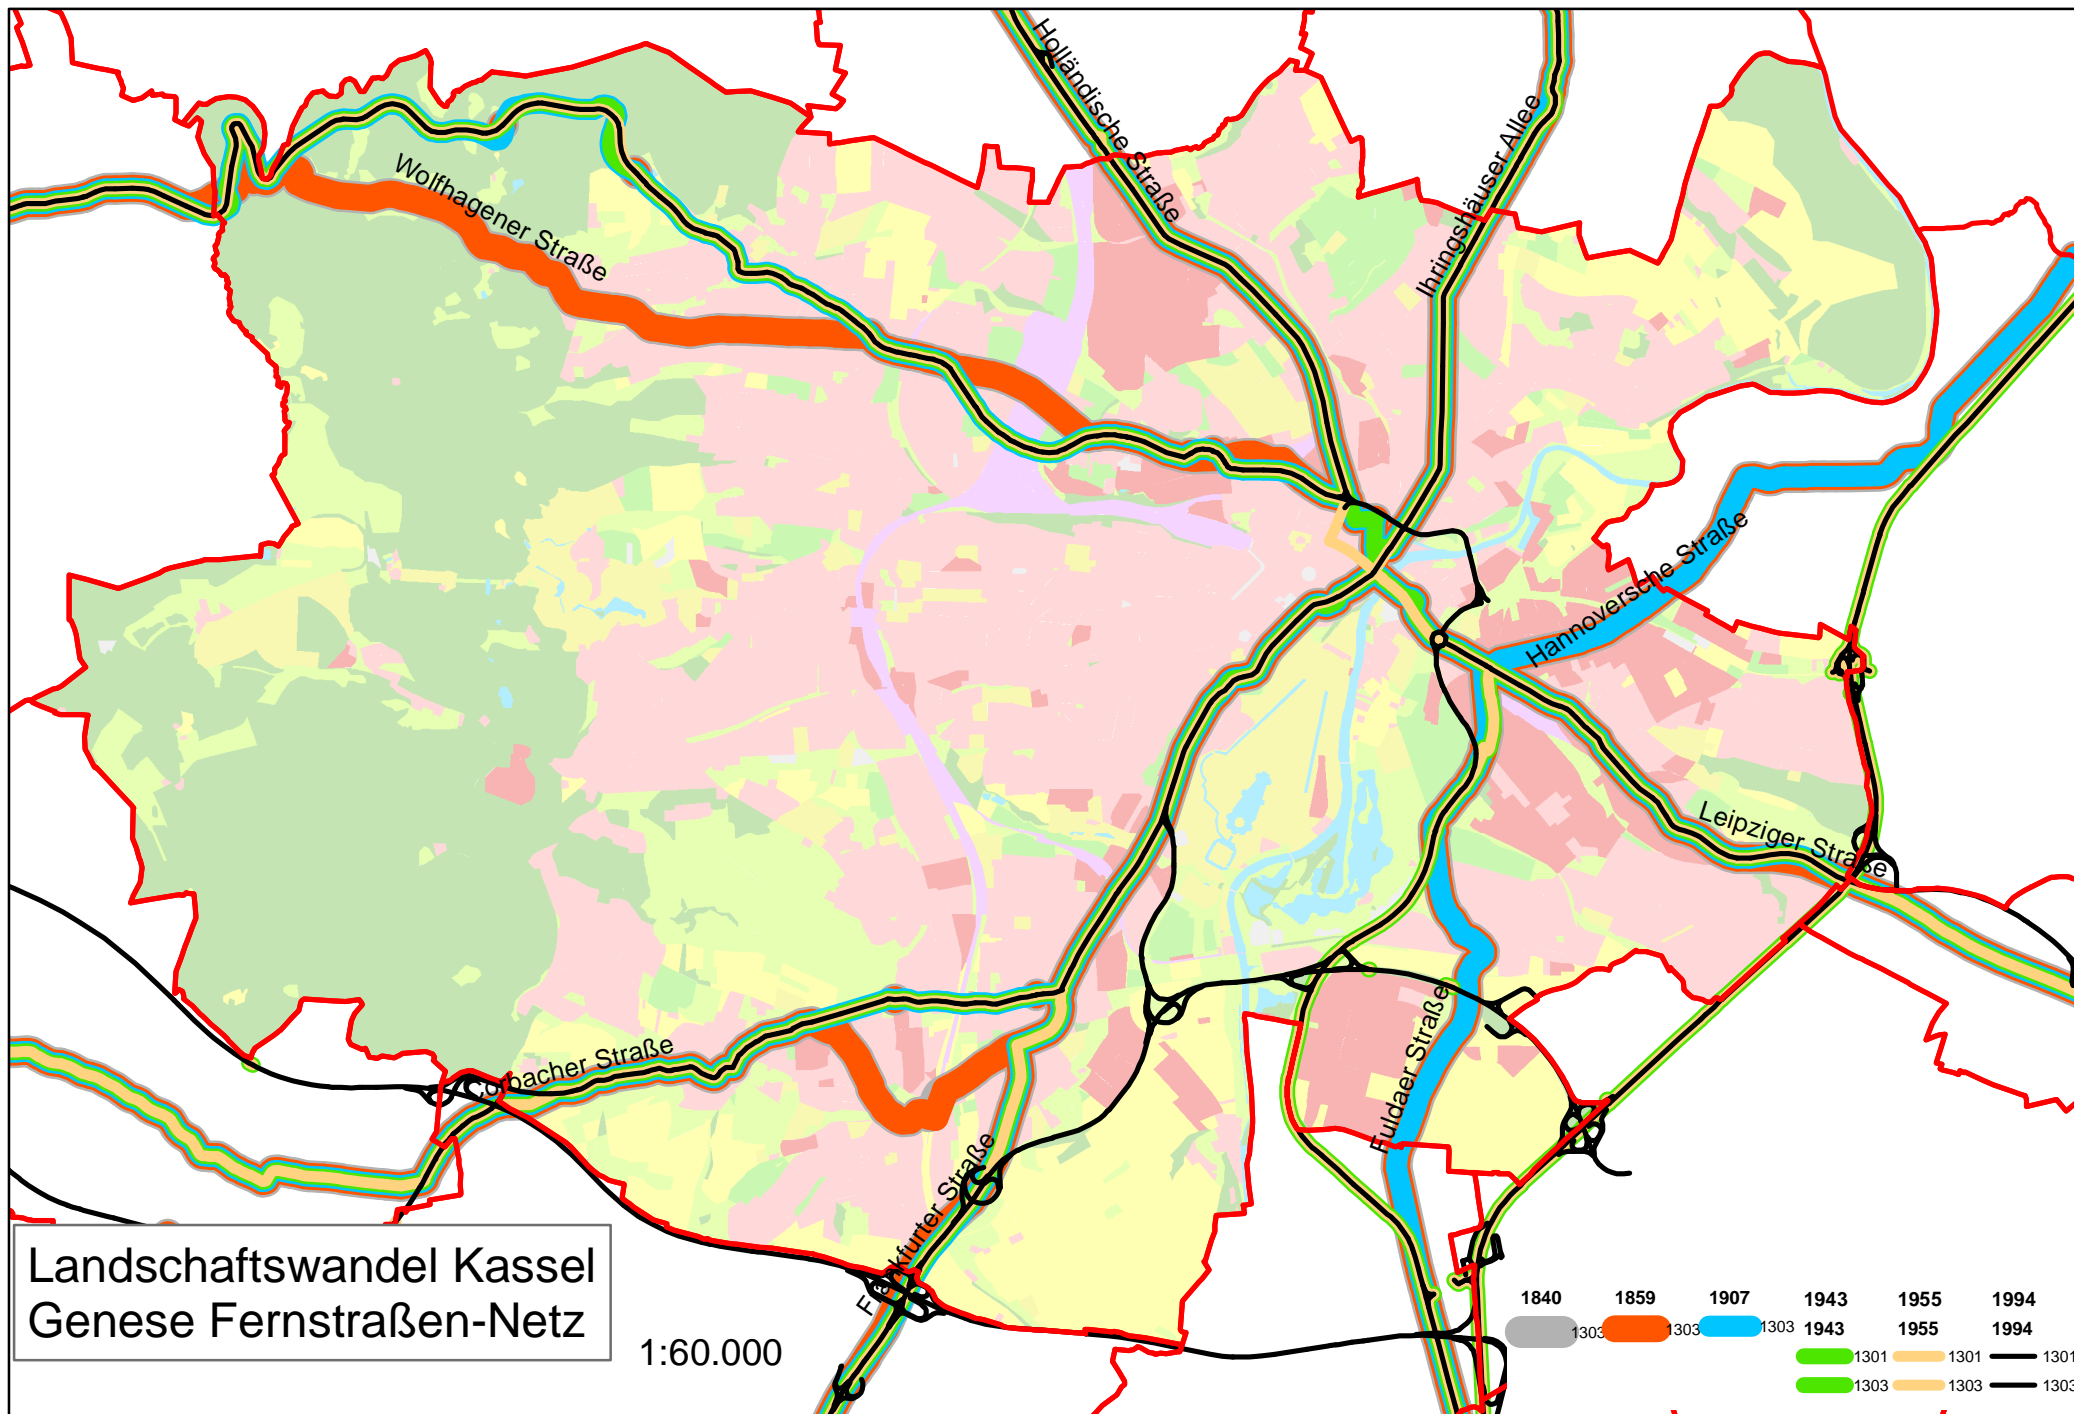 Holländische Straße
Ihringshäuser Allee
Wolfhagener Straße
Hannoversche Straße
Leipziger Straße
Corbacher Straße
Fuldaer Straße
Frankfurter Straße
Landschaftswandel Kassel
Genese Fernstraßen-Netz
1:60.000
1840 1859 1907 1943 1955 1994
1303 1303 1303 1943 1955 1994
1301 1301 1301
1303 1303 1303